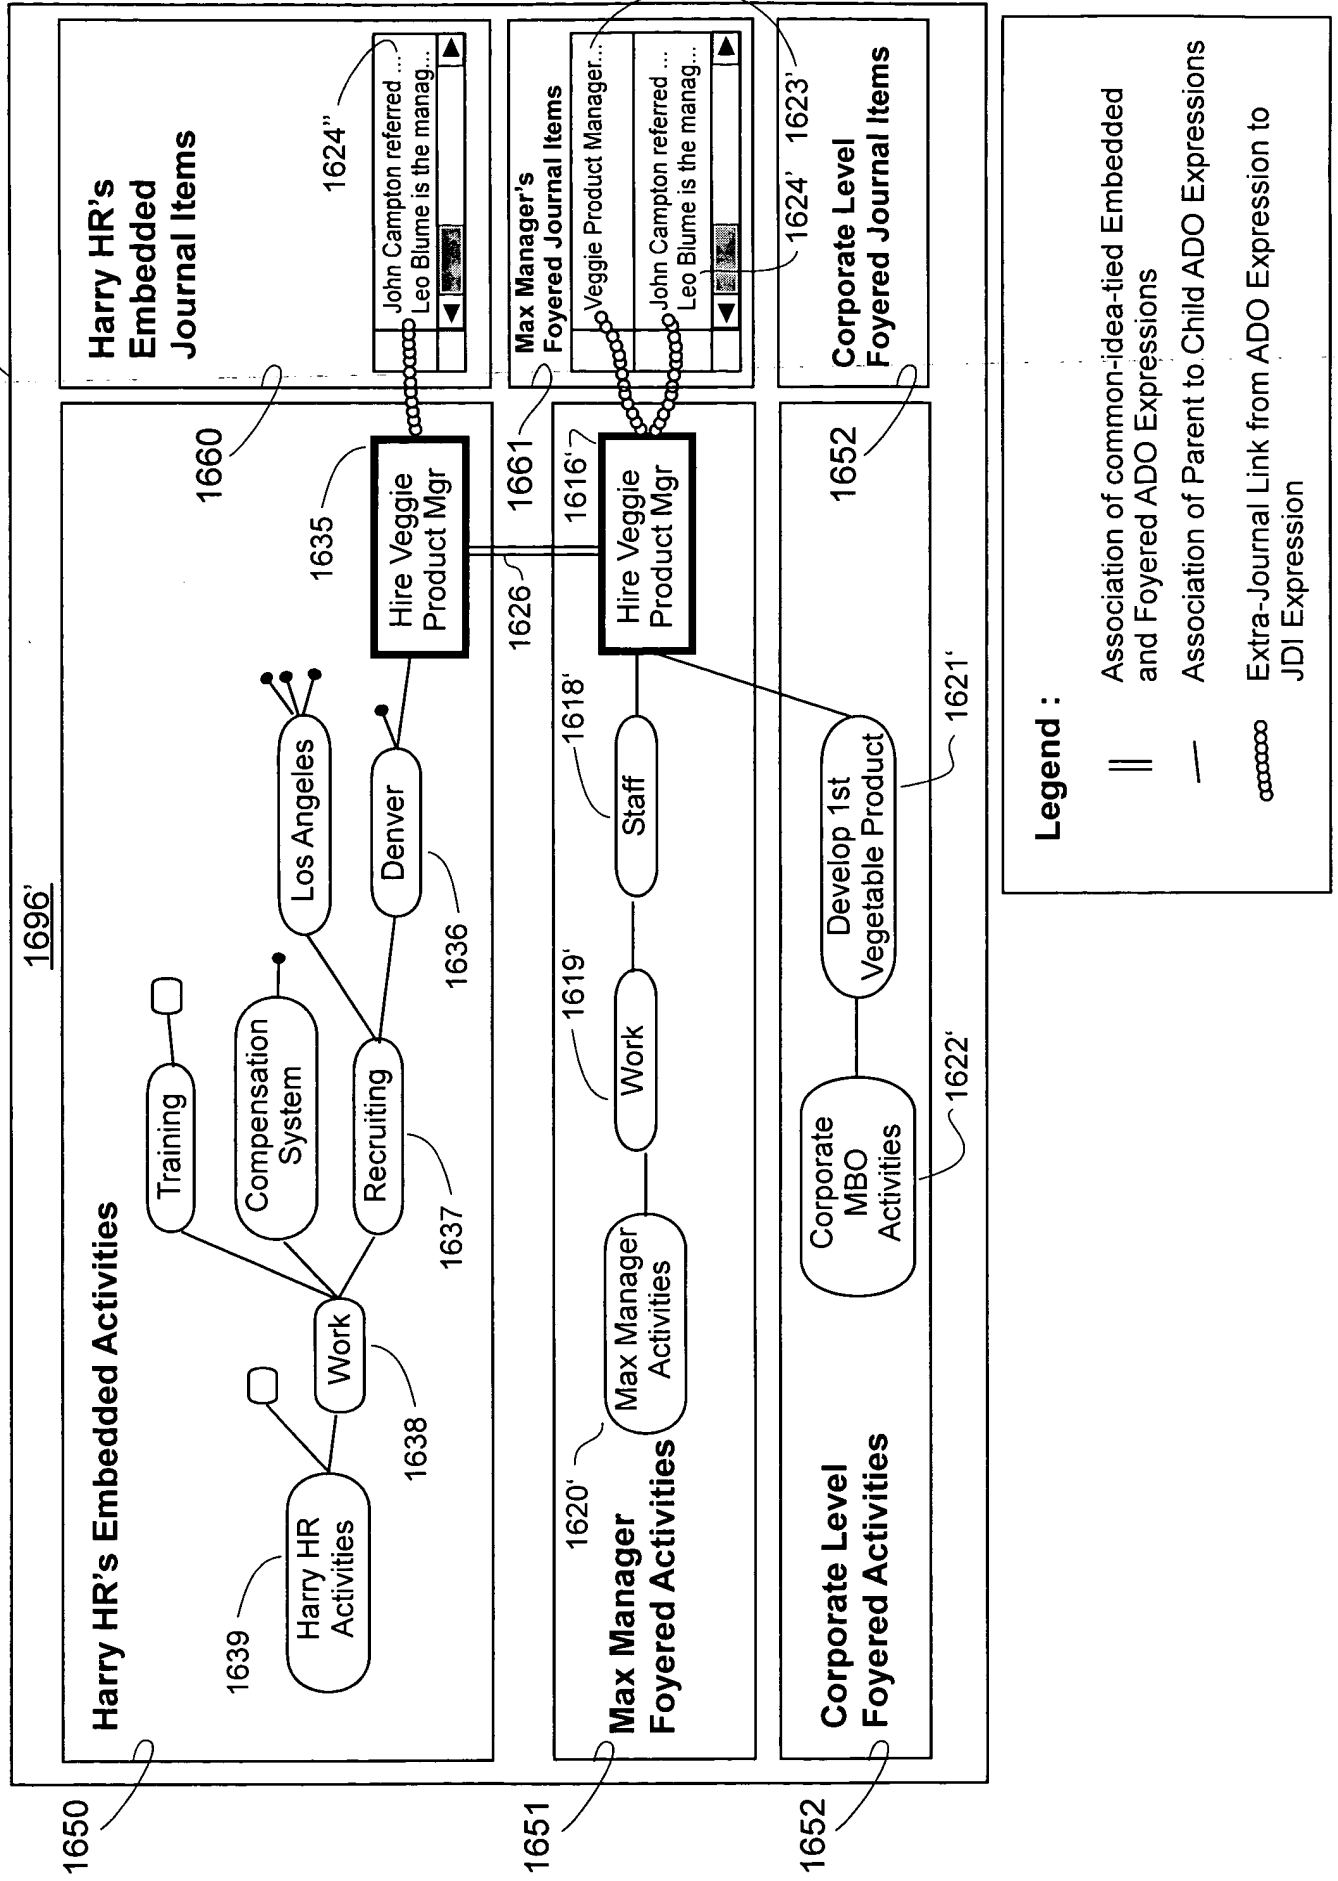 1696'
Harry HR's Embedded Activities
1650
1639
Harry HR
Activities
1638
Work
Training
Compensation
System
Recruiting
1637
Los Angeles
Denver
1636
1635
Hire Veggie
Product Mgr
1626
1660
Harry HR's
Embedded
Journal Items
1624"
John Campton referred ...
Leo Blume is the manag...
1651
Max Manager
Foyered Activities
1620'
Max Manager
Activities
1619'
Work
1618'
Staff
1616'
Hire Veggie
Product Mgr
1661
Max Manager's
Foyered Journal Items
Veggie Product Manager...
John Campton referred ...
Leo Blume is the manag...
1624'
1623'
1652
Corporate Level
Foyered Activities
Corporate
MBO
Activities
1622'
Develop 1st
Vegetable Product
1621'
1652
Corporate Level
Foyered Journal Items
Legend :
Association of common-idea-tied Embedded
and Foyered ADO Expressions
Association of Parent to Child ADO Expressions
Extra-Journal Link from ADO Expression to
JDI Expression